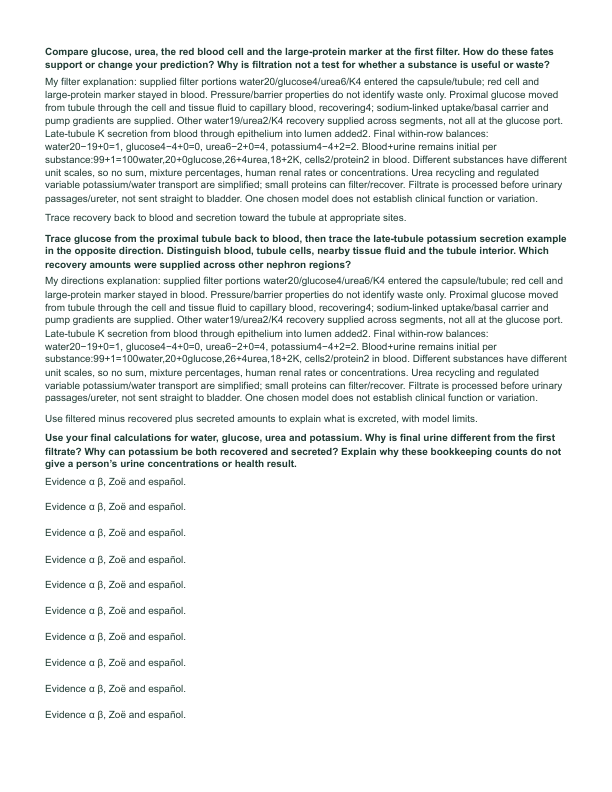 Compare glucose, urea, the red blood cell and the large-protein marker at the first filter. How do these fates
support or change your prediction? Why is filtration not a test for whether a substance is useful or waste?
My filter explanation: supplied filter portions water20/glucose4/urea6/K4 entered the capsule/tubule; red cell and
large-protein marker stayed in blood. Pressure/barrier properties do not identify waste only. Proximal glucose moved
from tubule through the cell and tissue fluid to capillary blood, recovering4; sodium-linked uptake/basal carrier and
pump gradients are supplied. Other water19/urea2/K4 recovery supplied across segments, not all at the glucose port.
Late-tubule K secretion from blood through epithelium into lumen added2. Final within-row balances:
water20−19+0=1, glucose4−4+0=0, urea6−2+0=4, potassium4−4+2=2. Blood+urine remains initial per
substance:99+1=100water,20+0glucose,26+4urea,18+2K, cells2/protein2 in blood. Different substances have different
unit scales, so no sum, mixture percentages, human renal rates or concentrations. Urea recycling and regulated
variable potassium/water transport are simplified; small proteins can filter/recover. Filtrate is processed before urinary
passages/ureter, not sent straight to bladder. One chosen model does not establish clinical function or variation.
Trace recovery back to blood and secretion toward the tubule at appropriate sites.
Trace glucose from the proximal tubule back to blood, then trace the late-tubule potassium secretion example
in the opposite direction. Distinguish blood, tubule cells, nearby tissue fluid and the tubule interior. Which
recovery amounts were supplied across other nephron regions?
My directions explanation: supplied filter portions water20/glucose4/urea6/K4 entered the capsule/tubule; red cell and
large-protein marker stayed in blood. Pressure/barrier properties do not identify waste only. Proximal glucose moved
from tubule through the cell and tissue fluid to capillary blood, recovering4; sodium-linked uptake/basal carrier and
pump gradients are supplied. Other water19/urea2/K4 recovery supplied across segments, not all at the glucose port.
Late-tubule K secretion from blood through epithelium into lumen added2. Final within-row balances:
water20−19+0=1, glucose4−4+0=0, urea6−2+0=4, potassium4−4+2=2. Blood+urine remains initial per
substance:99+1=100water,20+0glucose,26+4urea,18+2K, cells2/protein2 in blood. Different substances have different
unit scales, so no sum, mixture percentages, human renal rates or concentrations. Urea recycling and regulated
variable potassium/water transport are simplified; small proteins can filter/recover. Filtrate is processed before urinary
passages/ureter, not sent straight to bladder. One chosen model does not establish clinical function or variation.
Use filtered minus recovered plus secreted amounts to explain what is excreted, with model limits.
Use your final calculations for water, glucose, urea and potassium. Why is final urine different from the first
filtrate? Why can potassium be both recovered and secreted? Explain why these bookkeeping counts do not
give a person’s urine concentrations or health result.
Evidence α β, Zoë and español.
Evidence α β, Zoë and español.
Evidence α β, Zoë and español.
Evidence α β, Zoë and español.
Evidence α β, Zoë and español.
Evidence α β, Zoë and español.
Evidence α β, Zoë and español.
Evidence α β, Zoë and español.
Evidence α β, Zoë and español.
Evidence α β, Zoë and español.